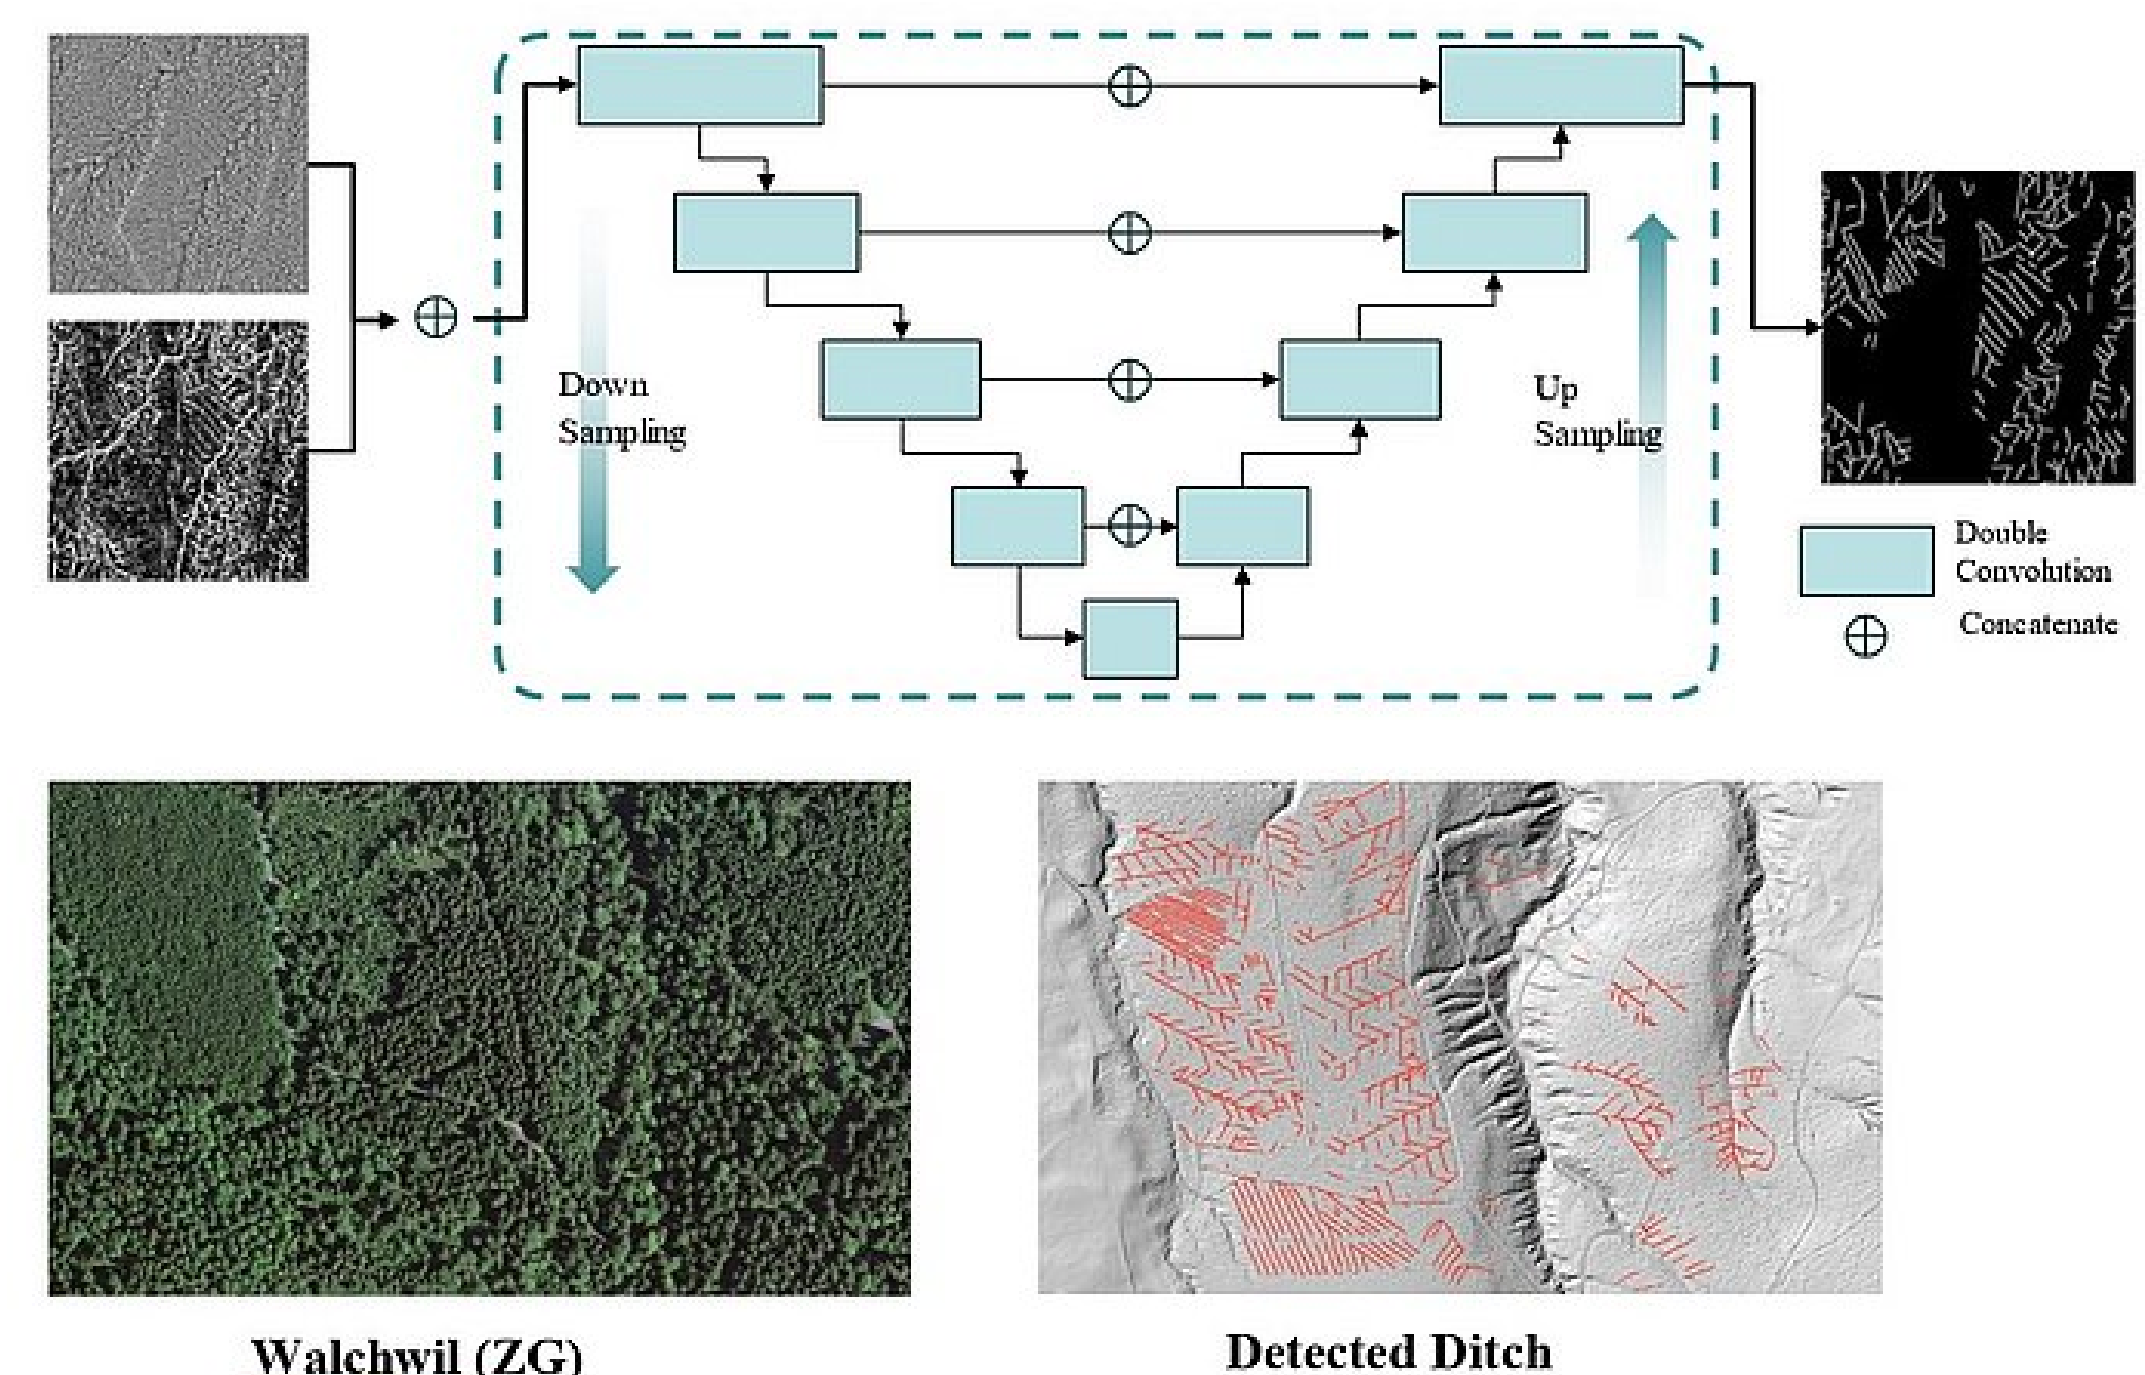 Down
Sampling
Up
Sampling
Double
Convolution
Concatenate
Walchwil (ZG)
Detected Ditch